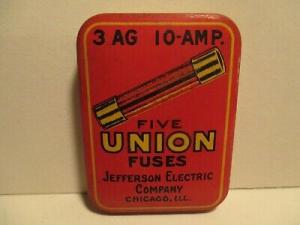 3 AG 10-AMP.
FIVE
UNION
FUSES
JEFFERSON ELECTRIC
COMPANY
CHICAGO, ILL.